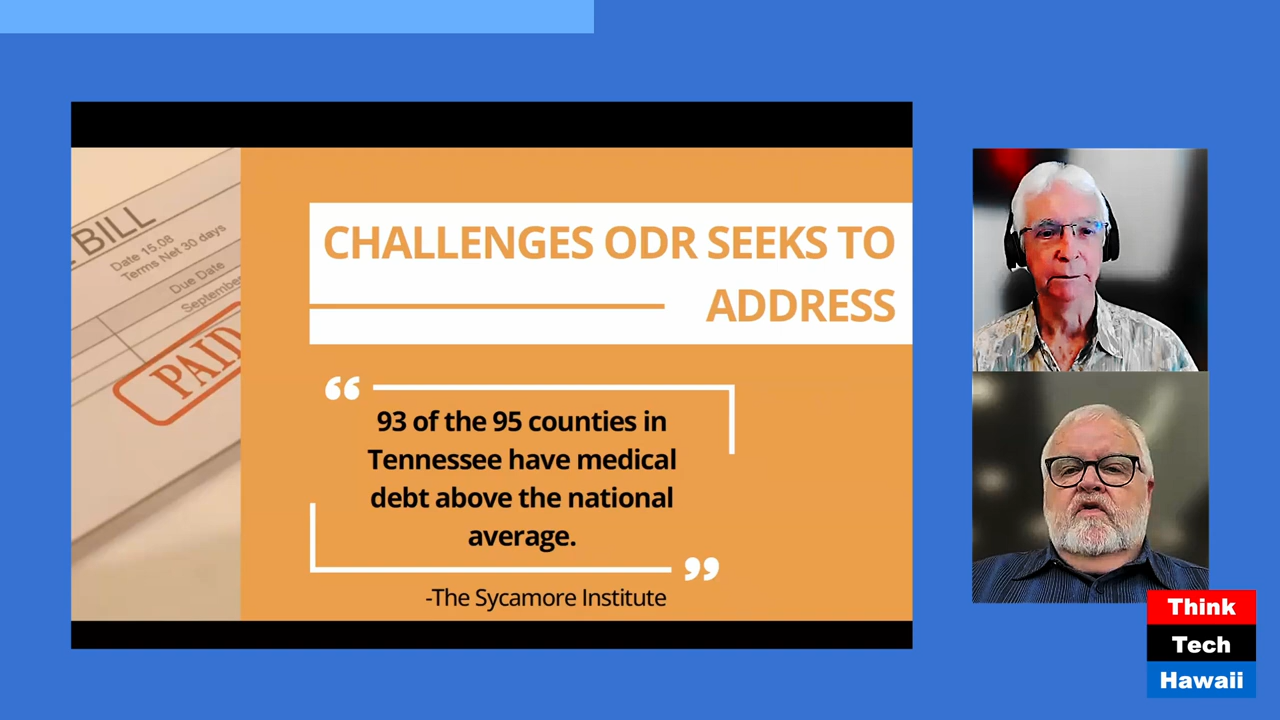 BILL
Date 15.08
Terms Net 30 days
Due Date
September
PAID
CHALLENGES ODR SEEKS TO
ADDRESS
“
93 of the 95 counties in
Tennessee have medical
debt above the national
average.
”
-The Sycamore Institute
Think
Tech
Hawaii